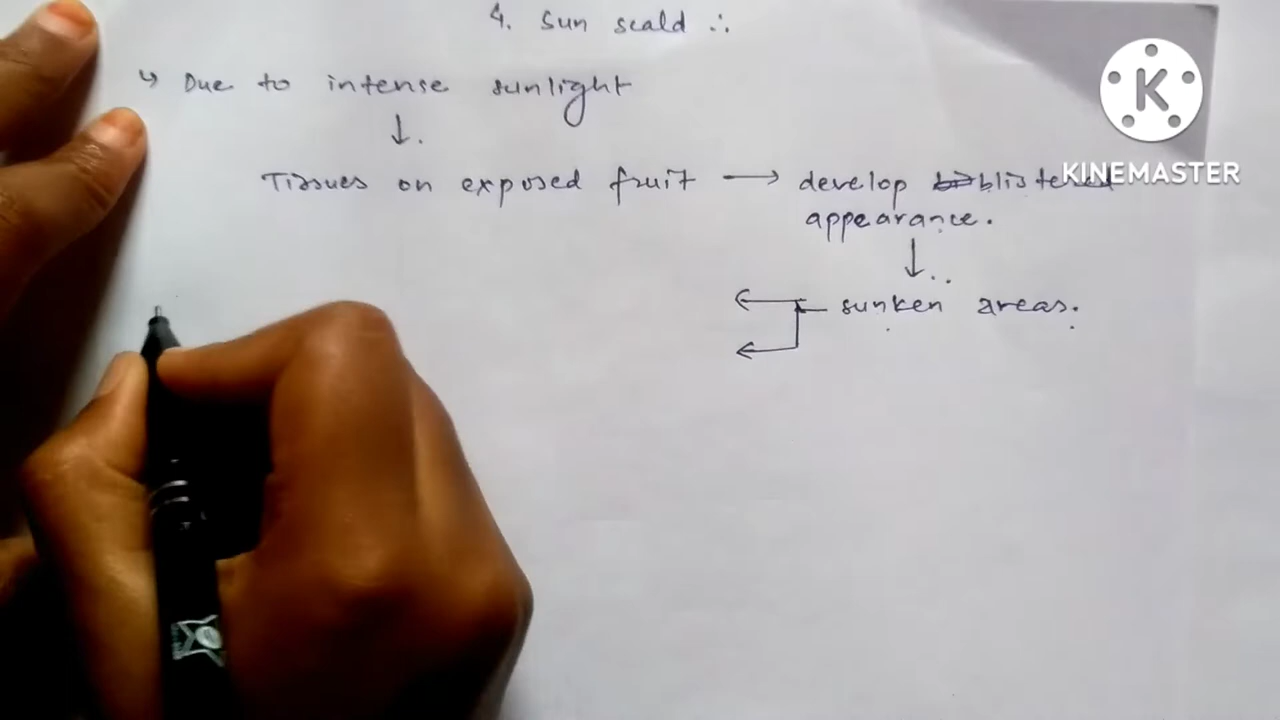 4. Sun scald ∴
↳ Due to intense sunlight
↓.
Tissues on exposed fruit → develop blistered
appearance.
↓..
sunken areas.
K
KINEMASTER